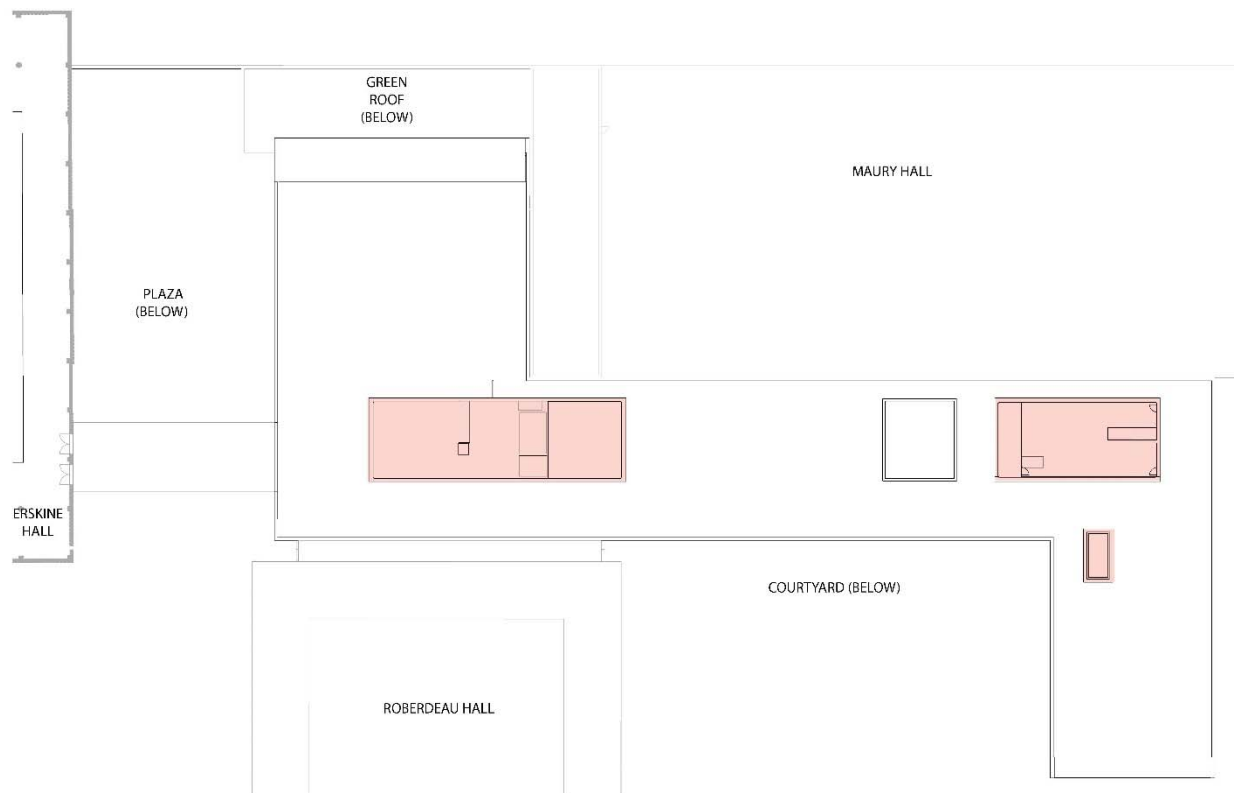 GREEN
ROOF
(BELOW)
MAURY HALL
PLAZA
(BELOW)
ERSKINE
HALL
COURTYARD (BELOW)
ROBERDEAU HALL